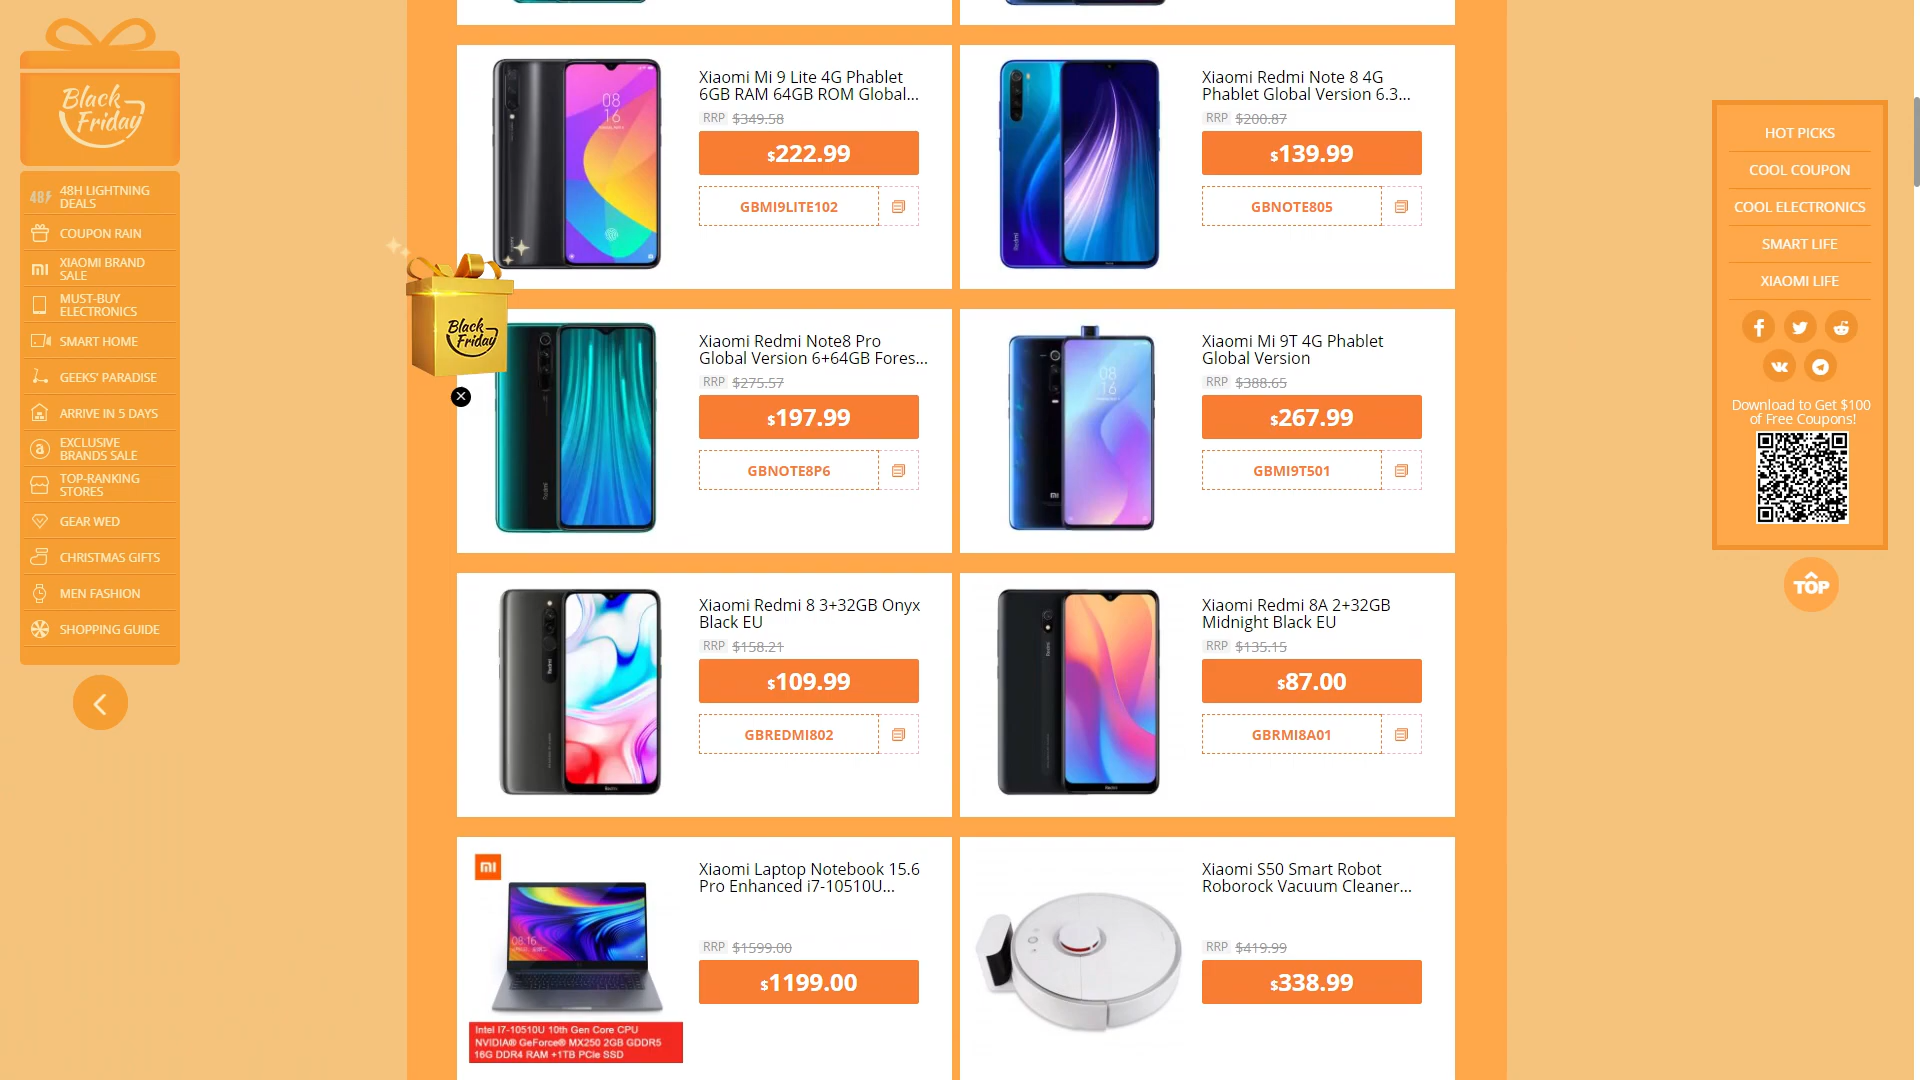 Black
Friday
48H LIGHTNING
DEALS
COUPON RAIN
XIAOMI BRAND
SALE
MUST-BUY
ELECTRONICS
SMART HOME
GEEKS' PARADISE
ARRIVE IN 5 DAYS
EXCLUSIVE
BRANDS SALE
TOP-RANKING
STORES
GEAR WED
CHRISTMAS GIFTS
MEN FASHION
SHOPPING GUIDE
Black
Friday
Xiaomi Mi 9 Lite 4G Phablet
6GB RAM 64GB ROM Global...
RRP $349.58
$222.99
GBMI9LITE102
Xiaomi Redmi Note 8 4G
Phablet Global Version 6.3...
RRP $200.87
$139.99
GBNOTE805
Xiaomi Redmi Note8 Pro
Global Version 6+64GB Fores...
RRP $275.57
$197.99
GBNOTE8P6
Xiaomi Mi 9T 4G Phablet
Global Version
RRP $388.65
$267.99
GBMI9T501
Xiaomi Redmi 8 3+32GB Onyx
Black EU
RRP $158.21
$109.99
GBREDMI802
Xiaomi Redmi 8A 2+32GB
Midnight Black EU
RRP $135.15
$87.00
GBRMI8A01
Intel i7-10510U 10th Gen Core CPU
NVIDIA® GeForce® MX250 2GB GDDR5
16G DDR4 RAM +1TB PCIe SSD
Xiaomi Laptop Notebook 15.6
Pro Enhanced i7-10510U...
RRP $1599.00
$1199.00
Xiaomi S50 Smart Robot
Roborock Vacuum Cleaner...
RRP $419.99
$338.99
HOT PICKS
COOL COUPON
COOL ELECTRONICS
SMART LIFE
XIAOMI LIFE
Download to Get $100
of Free Coupons!
TOP